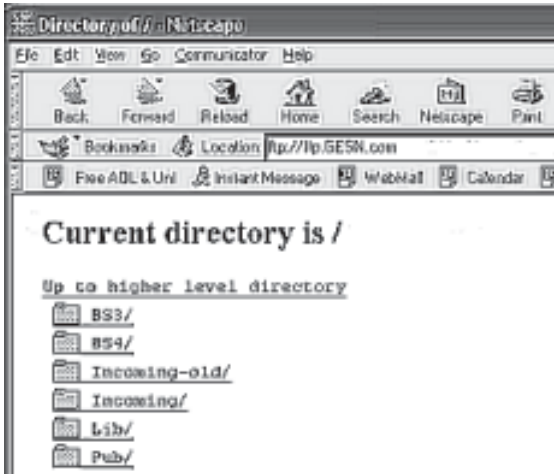 Directory of / - Netscape
File Edit View Go Communicator Help
Back Forward Reload Home Search Netscape Print
Bookmarks Location ftp://ftp.GESN.com
Free AOL & Uni Instant Message WebMail Calendar
Current directory is /
Up to higher level directory
BS3/
BS4/
Incoming-old/
Incoming/
Lib/
Pub/